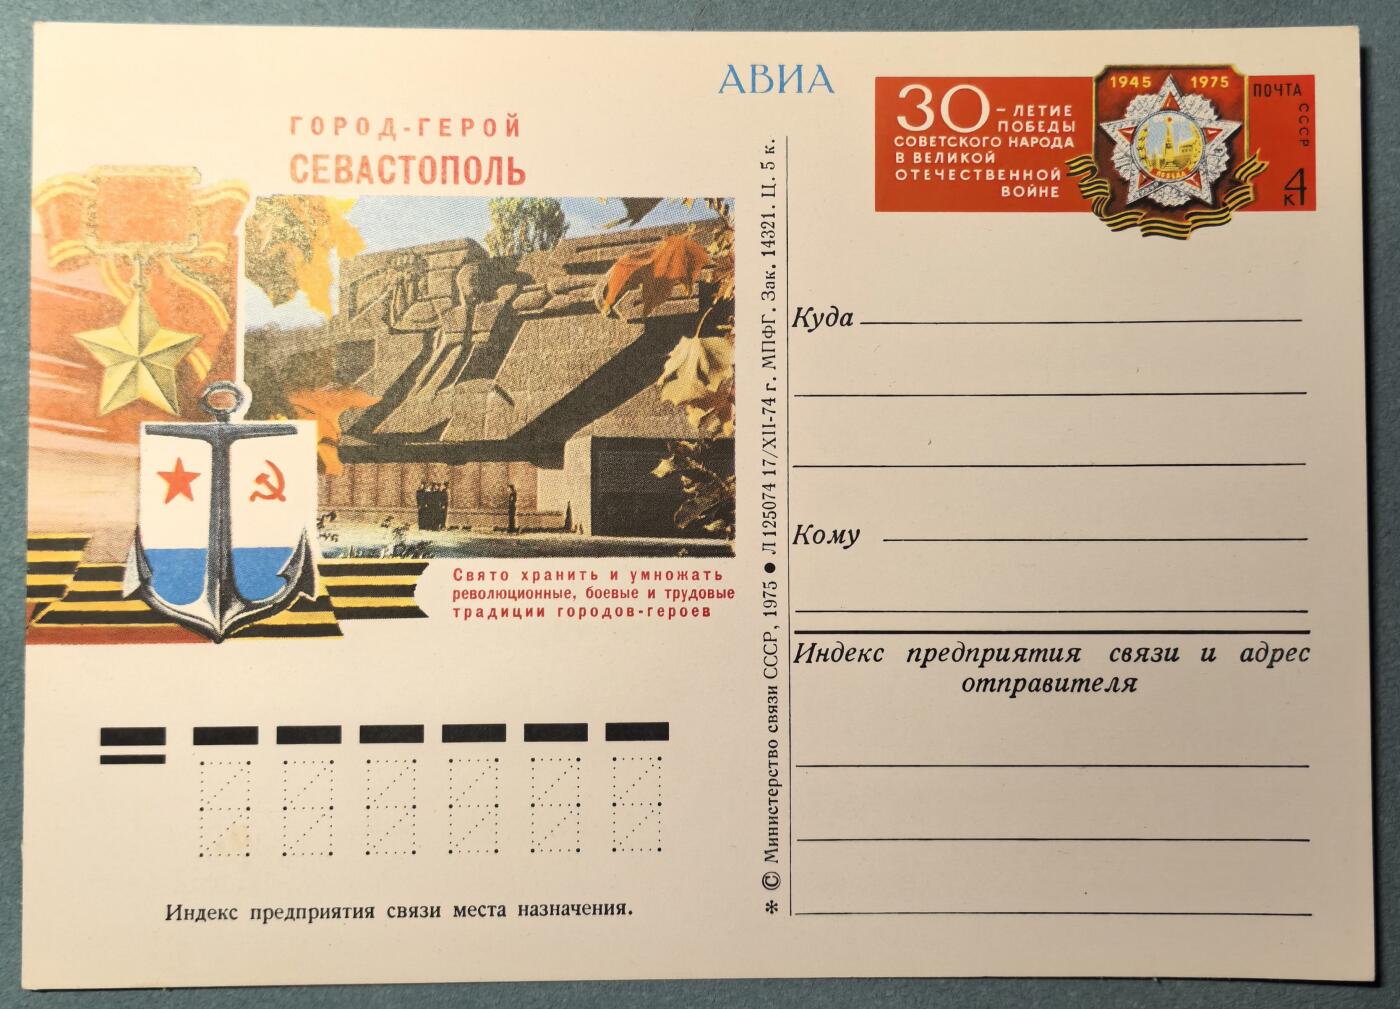 АВИА
ГОРОД-ГЕРОЙ
СЕВАСТОПОЛЬ
Свято хранить и умножать
революционные, боевые и трудовые
традиции городов-героев
Индекс предприятия связи места назначения.
✻ © Министерство связи СССР, 1975 ● Л 125074 17/XII-74 г. МПФГ. Зак. 14321. Ц. 5 к.
30-ЛЕТИЕ
ПОБЕДЫ
СОВЕТСКОГО НАРОДА
В ВЕЛИКОЙ
ОТЕЧЕСТВЕННОЙ
ВОЙНЕ
1945 1975
ПОБЕДА
ПОЧТА
СССР
4 к
Куда
Кому
Индекс предприятия связи и адрес
отправителя